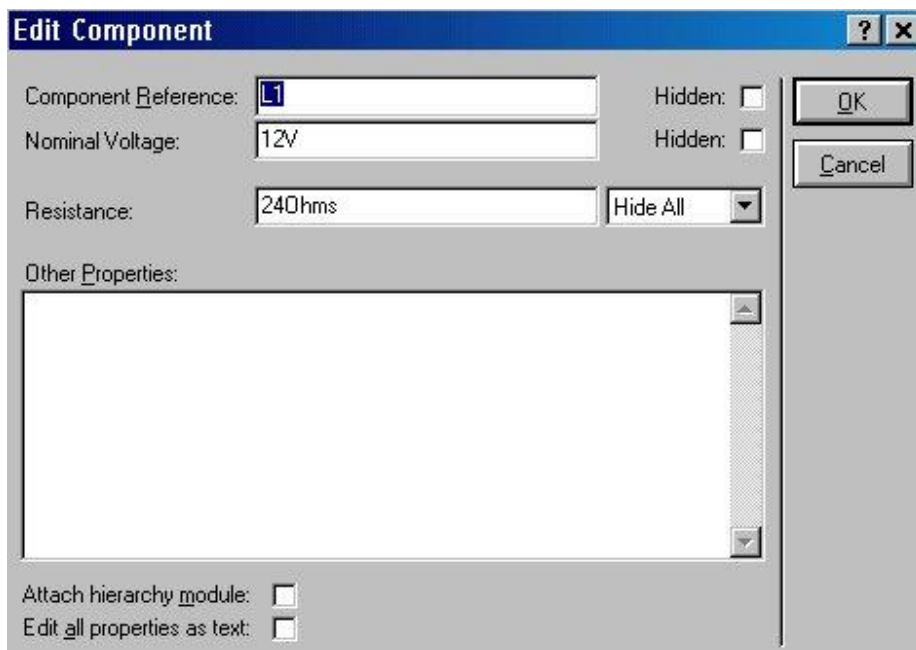 Edit Component
Component Reference: L1 Hidden: OK
Nominal Voltage: 12V Hidden: Cancel
Resistance: 24Ohms Hide All
Other Properties:
Attach hierarchy module:
Edit all properties as text: